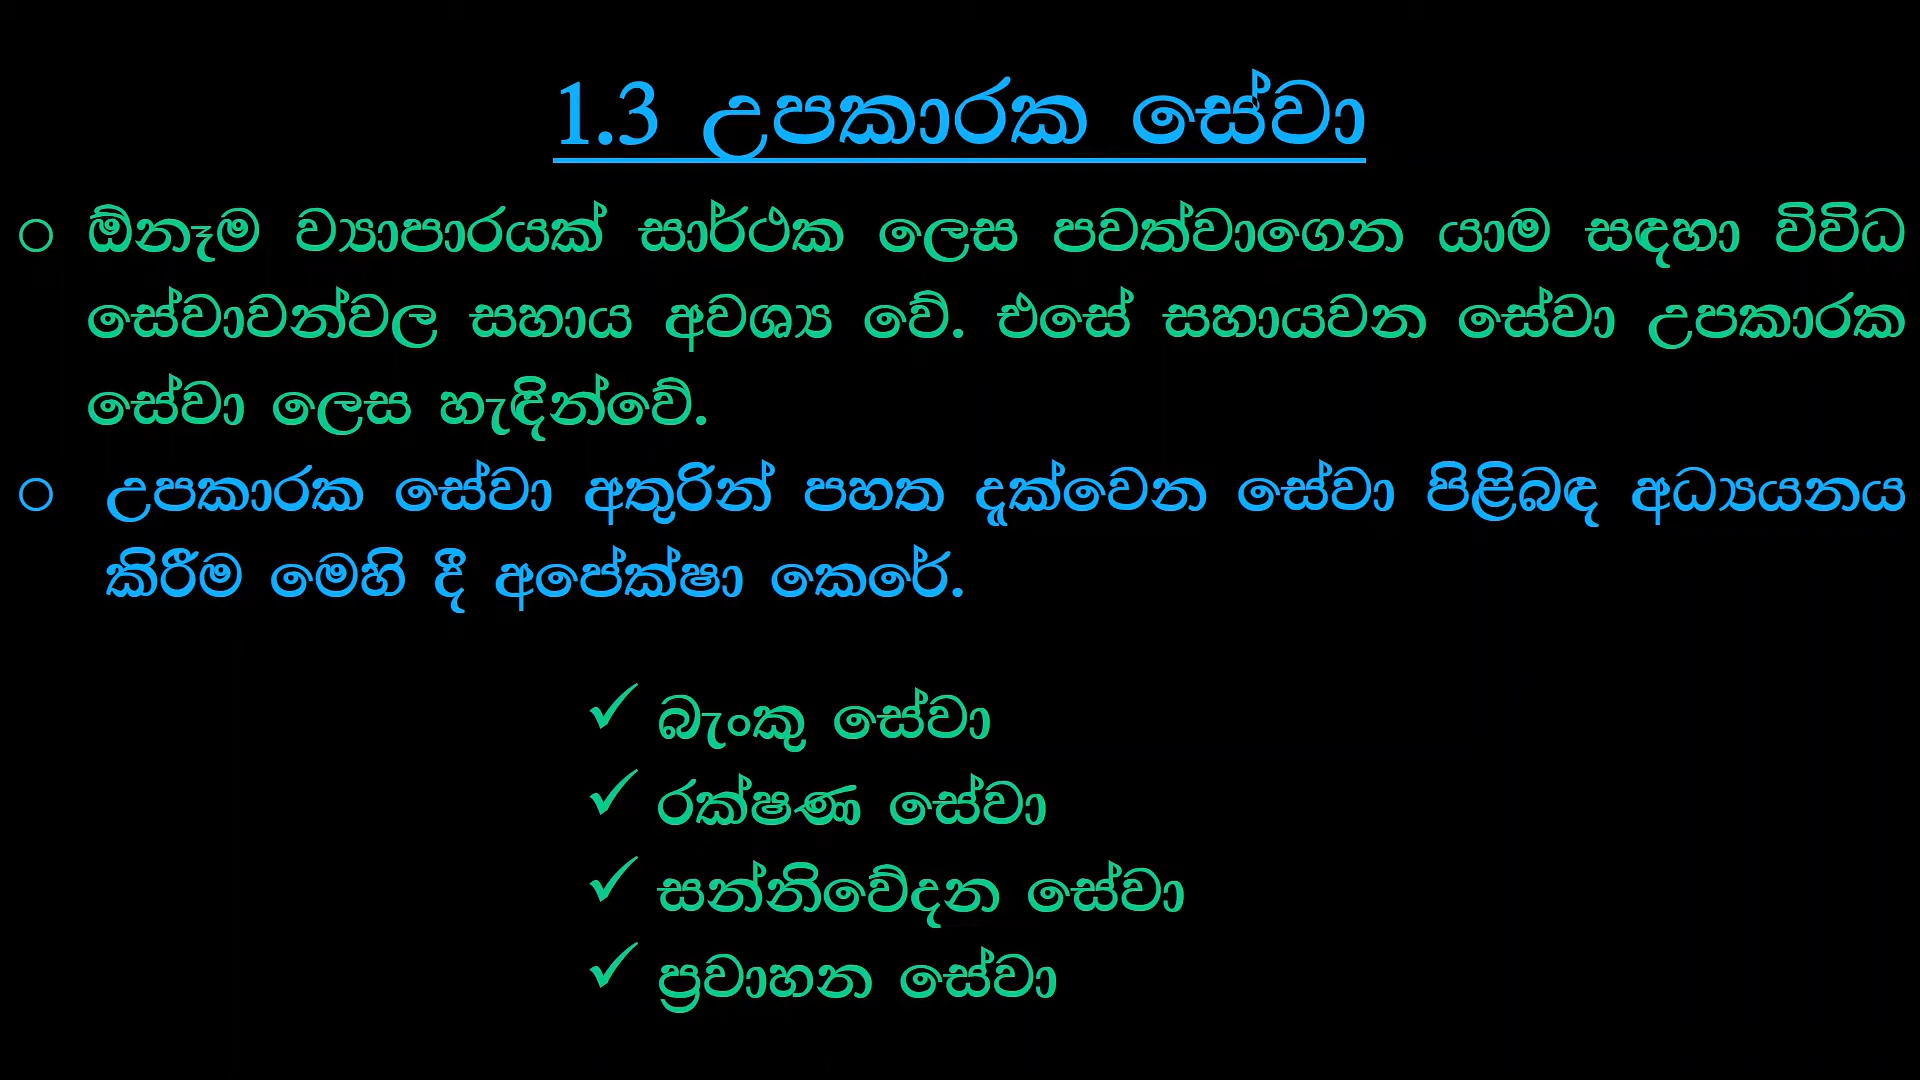 1.3 උපකාරක සේවා
○ ඕනෑම ව්‍යාපාරයක් සාර්ථක ලෙස පවත්වාගෙන යාම සඳහා විවිධ
සේවාවන්වල සහාය අවශ්‍ය වේ. එසේ සහායවන සේවා උපකාරක
සේවා ලෙස හැඳින්වේ.
○ උපකාරක සේවා අතුරින් පහත දැක්වෙන සේවා පිළිබඳ අධ්‍යයනය
කිරීම මෙහි දී අපේක්ෂා කෙරේ.
✓ බැංකු සේවා
✓ රක්ෂණ සේවා
✓ සන්නිවේදන සේවා
✓ ප්‍රවාහන සේවා